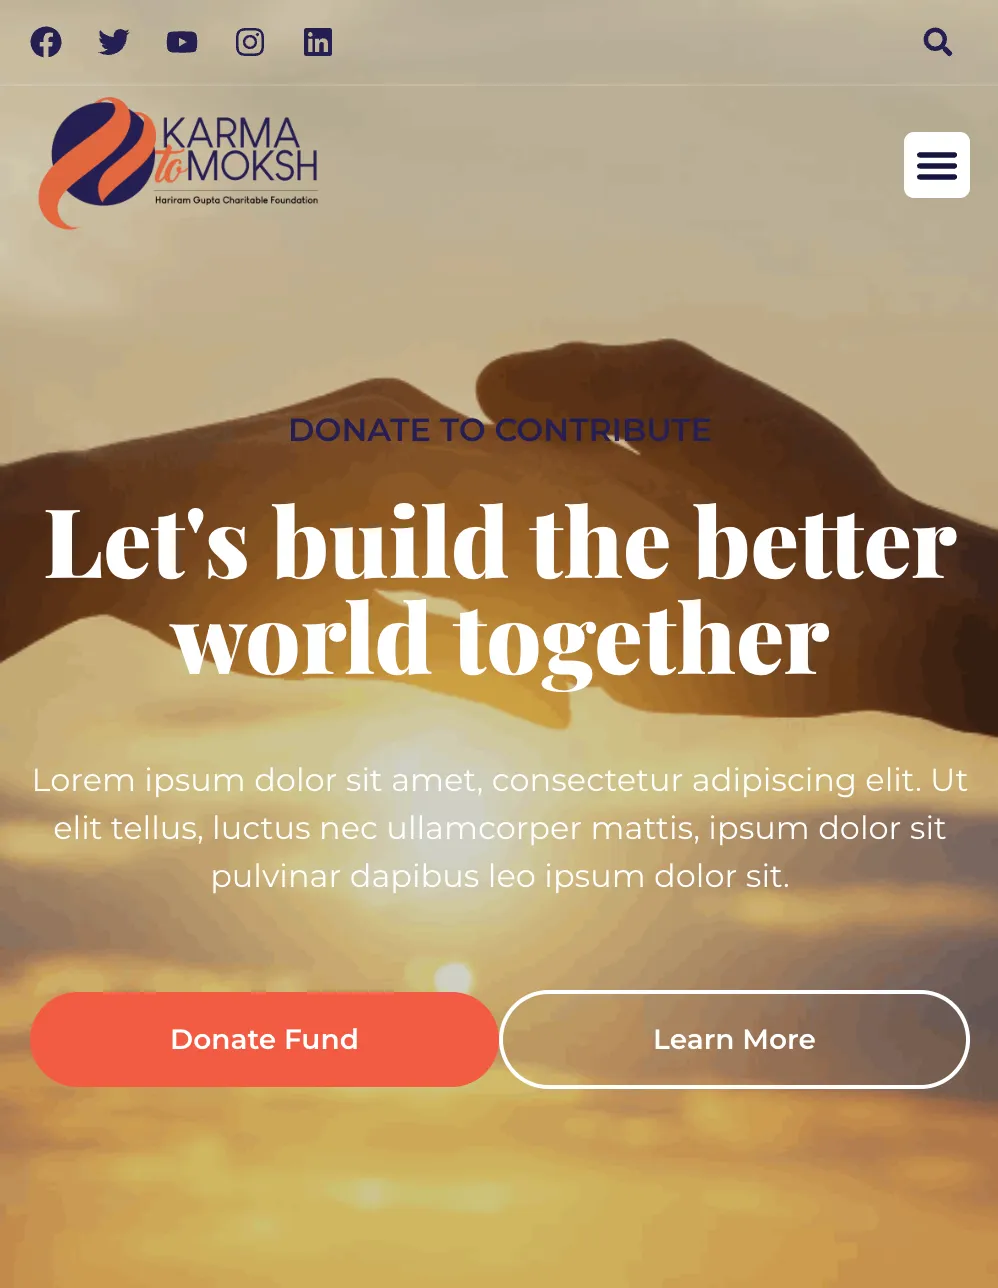 KARMA
to MOKSH
Hariram Gupta Charitable Foundation
DONATE TO CONTRIBUTE
Let's build the better
world together
Lorem ipsum dolor sit amet, consectetur adipiscing elit. Ut
elit tellus, luctus nec ullamcorper mattis, ipsum dolor sit
pulvinar dapibus leo ipsum dolor sit.
Donate Fund
Learn More